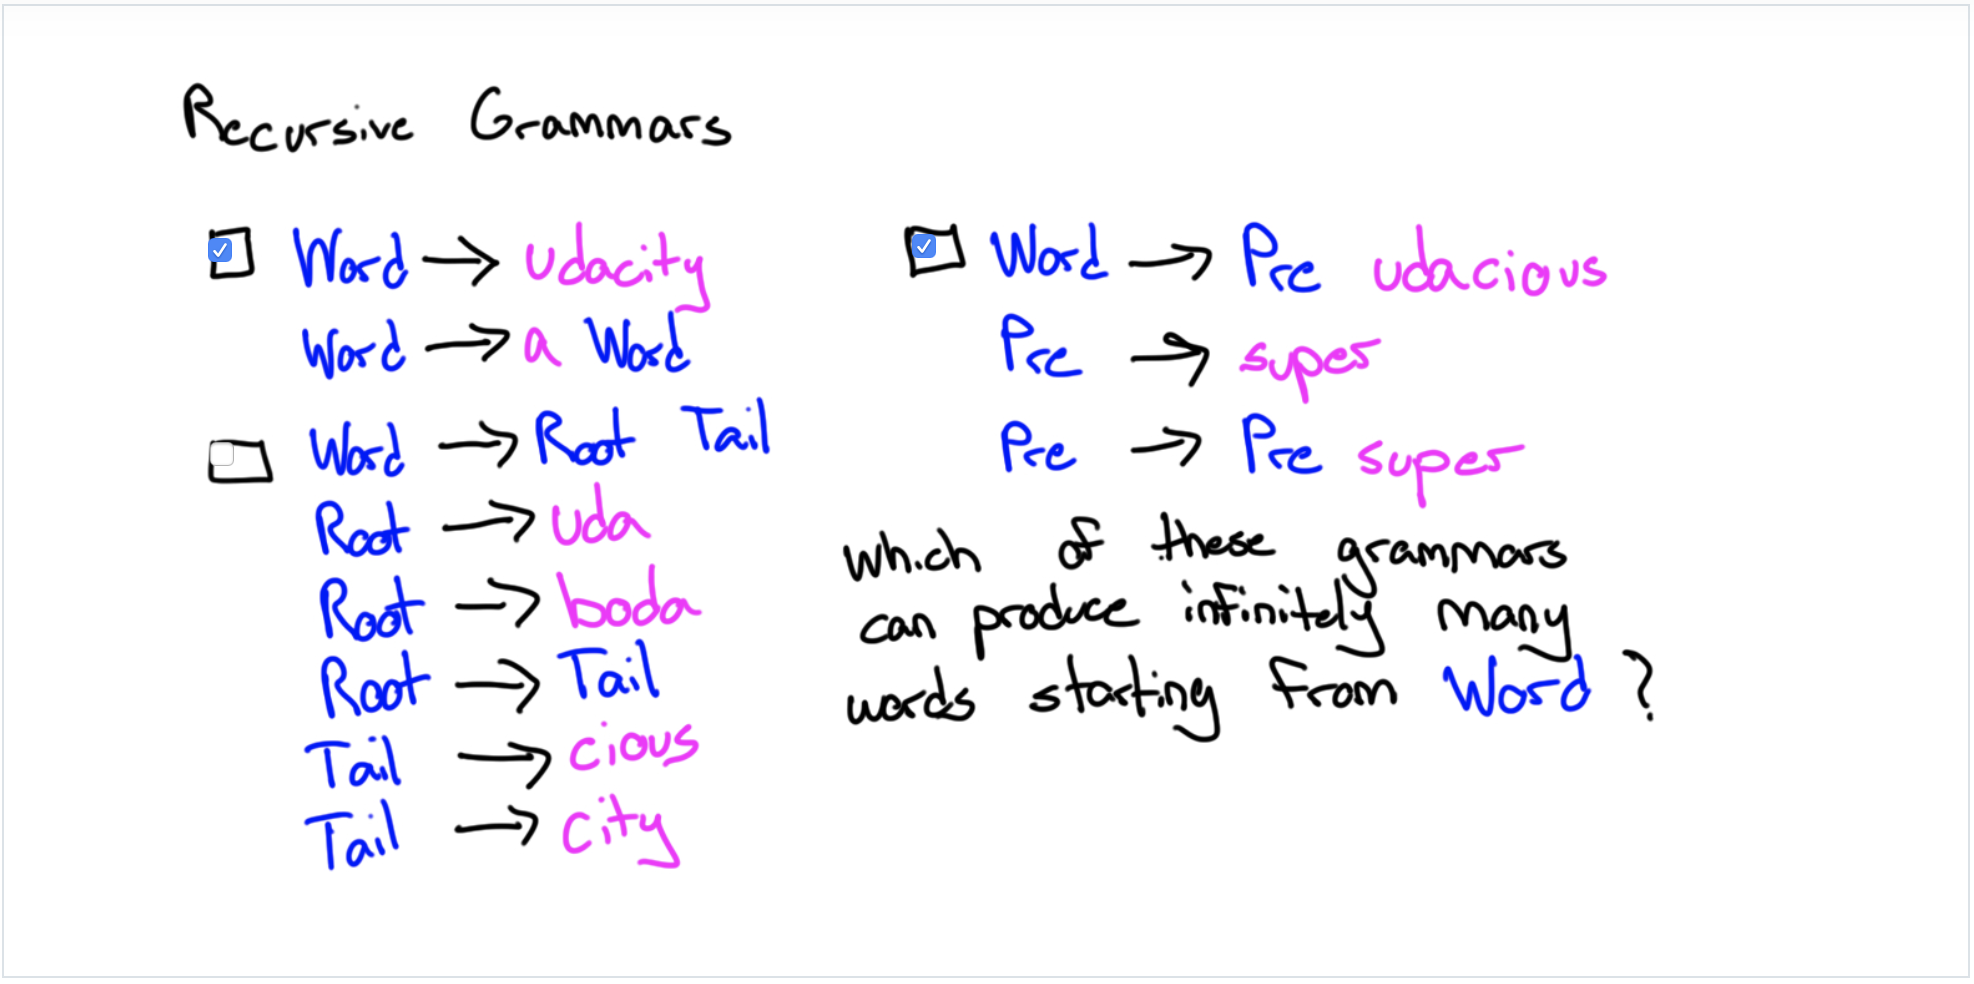 Recursive Grammars
Word → udacity
Word → a Word
Word → Root Tail
Root → uda
Root → boda
Root → Tail
Tail → cious
Tail → city
Word → Pre udacious
Pre → super
Pre → Pre super
which of these grammars
can produce infinitely many
words starting from Word?